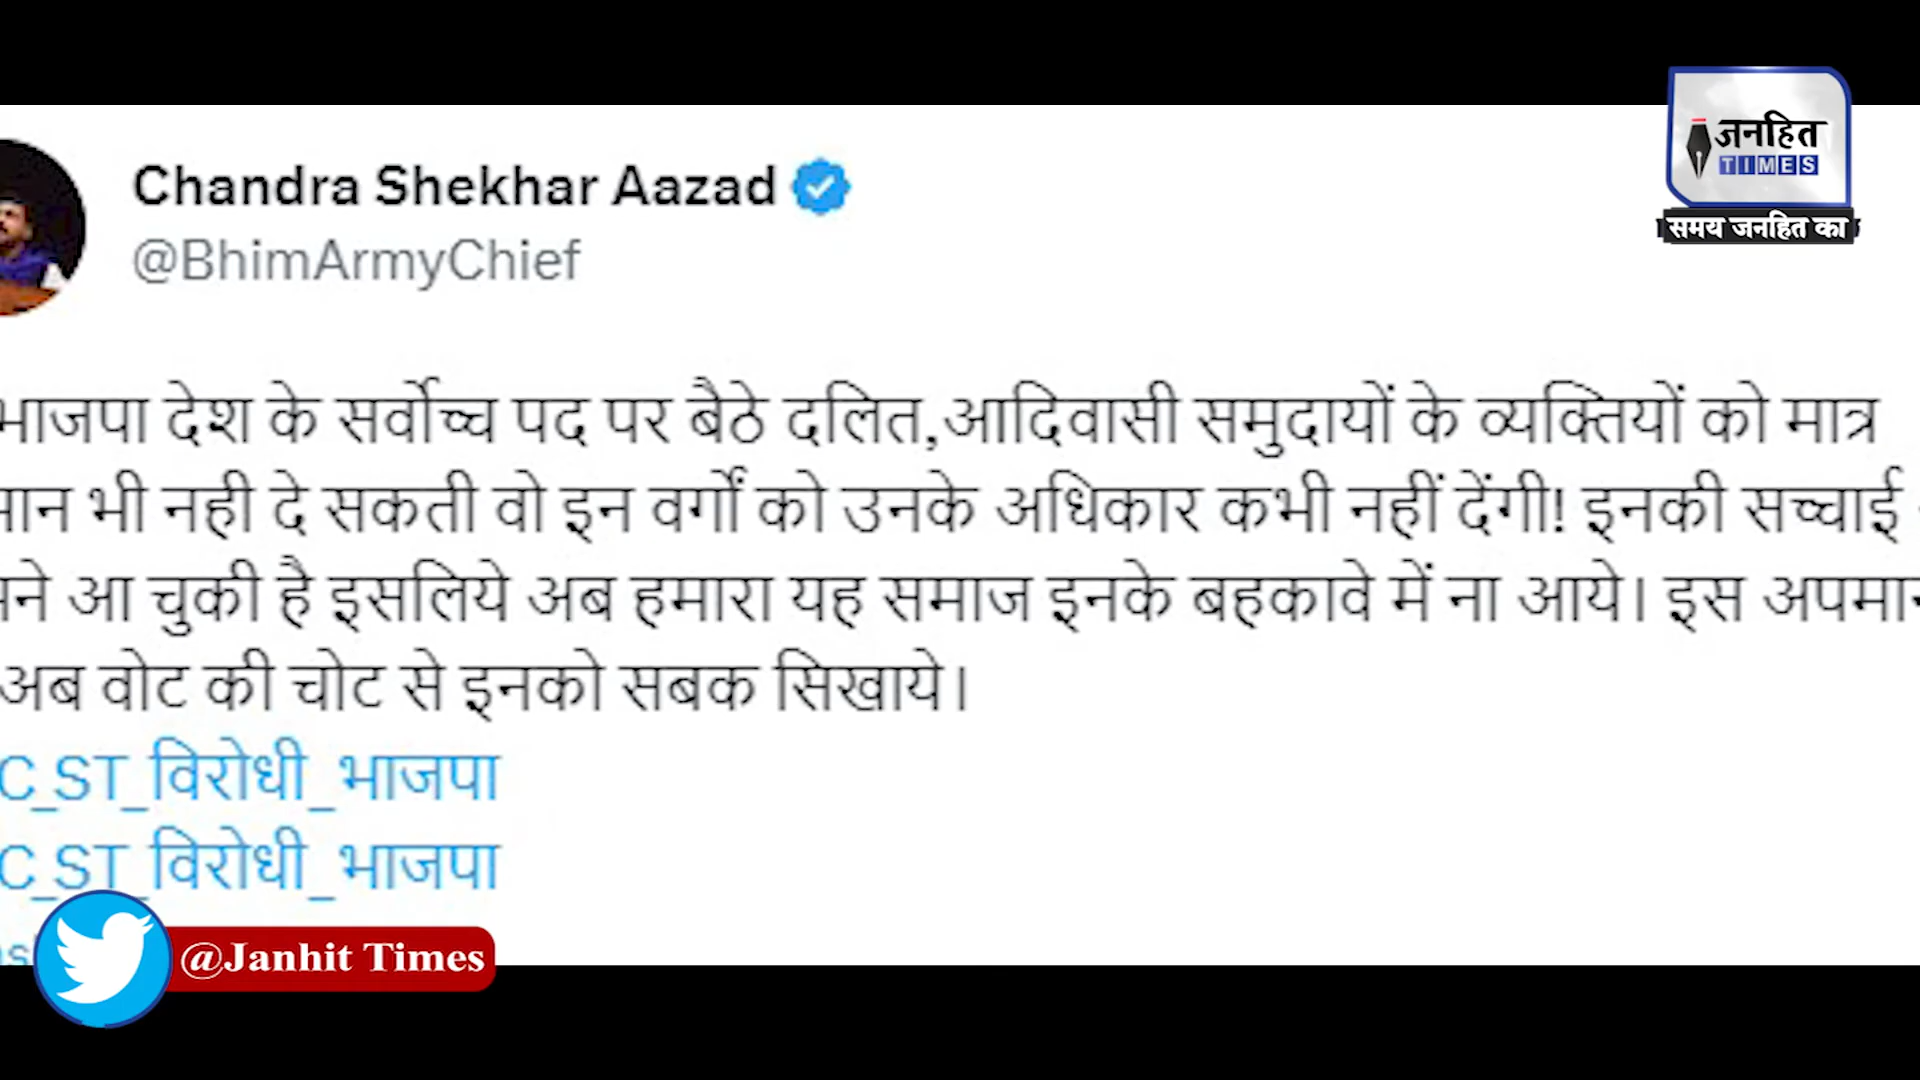 जनहित
TIMES
समय जनहित का
Chandra Shekhar Aazad
@BhimArmyChief
भाजपा देश के सर्वोच्च पद पर बैठे दलित,आदिवासी समुदायों के व्यक्तियों को मात्र
भी नही दे सकती वो इन वर्गों को उनके अधिकार कभी नहीं देंगी! इनकी सच्चाई
आ चुकी है इसलिये अब हमारा यह समाज इनके बहकावे में ना आये। इस
अब वोट की चोट से इनको सबक सिखाये।
C_ST_विरोधी_भाजपा
C_ST_विरोधी_भाजपा
@Janhit Times